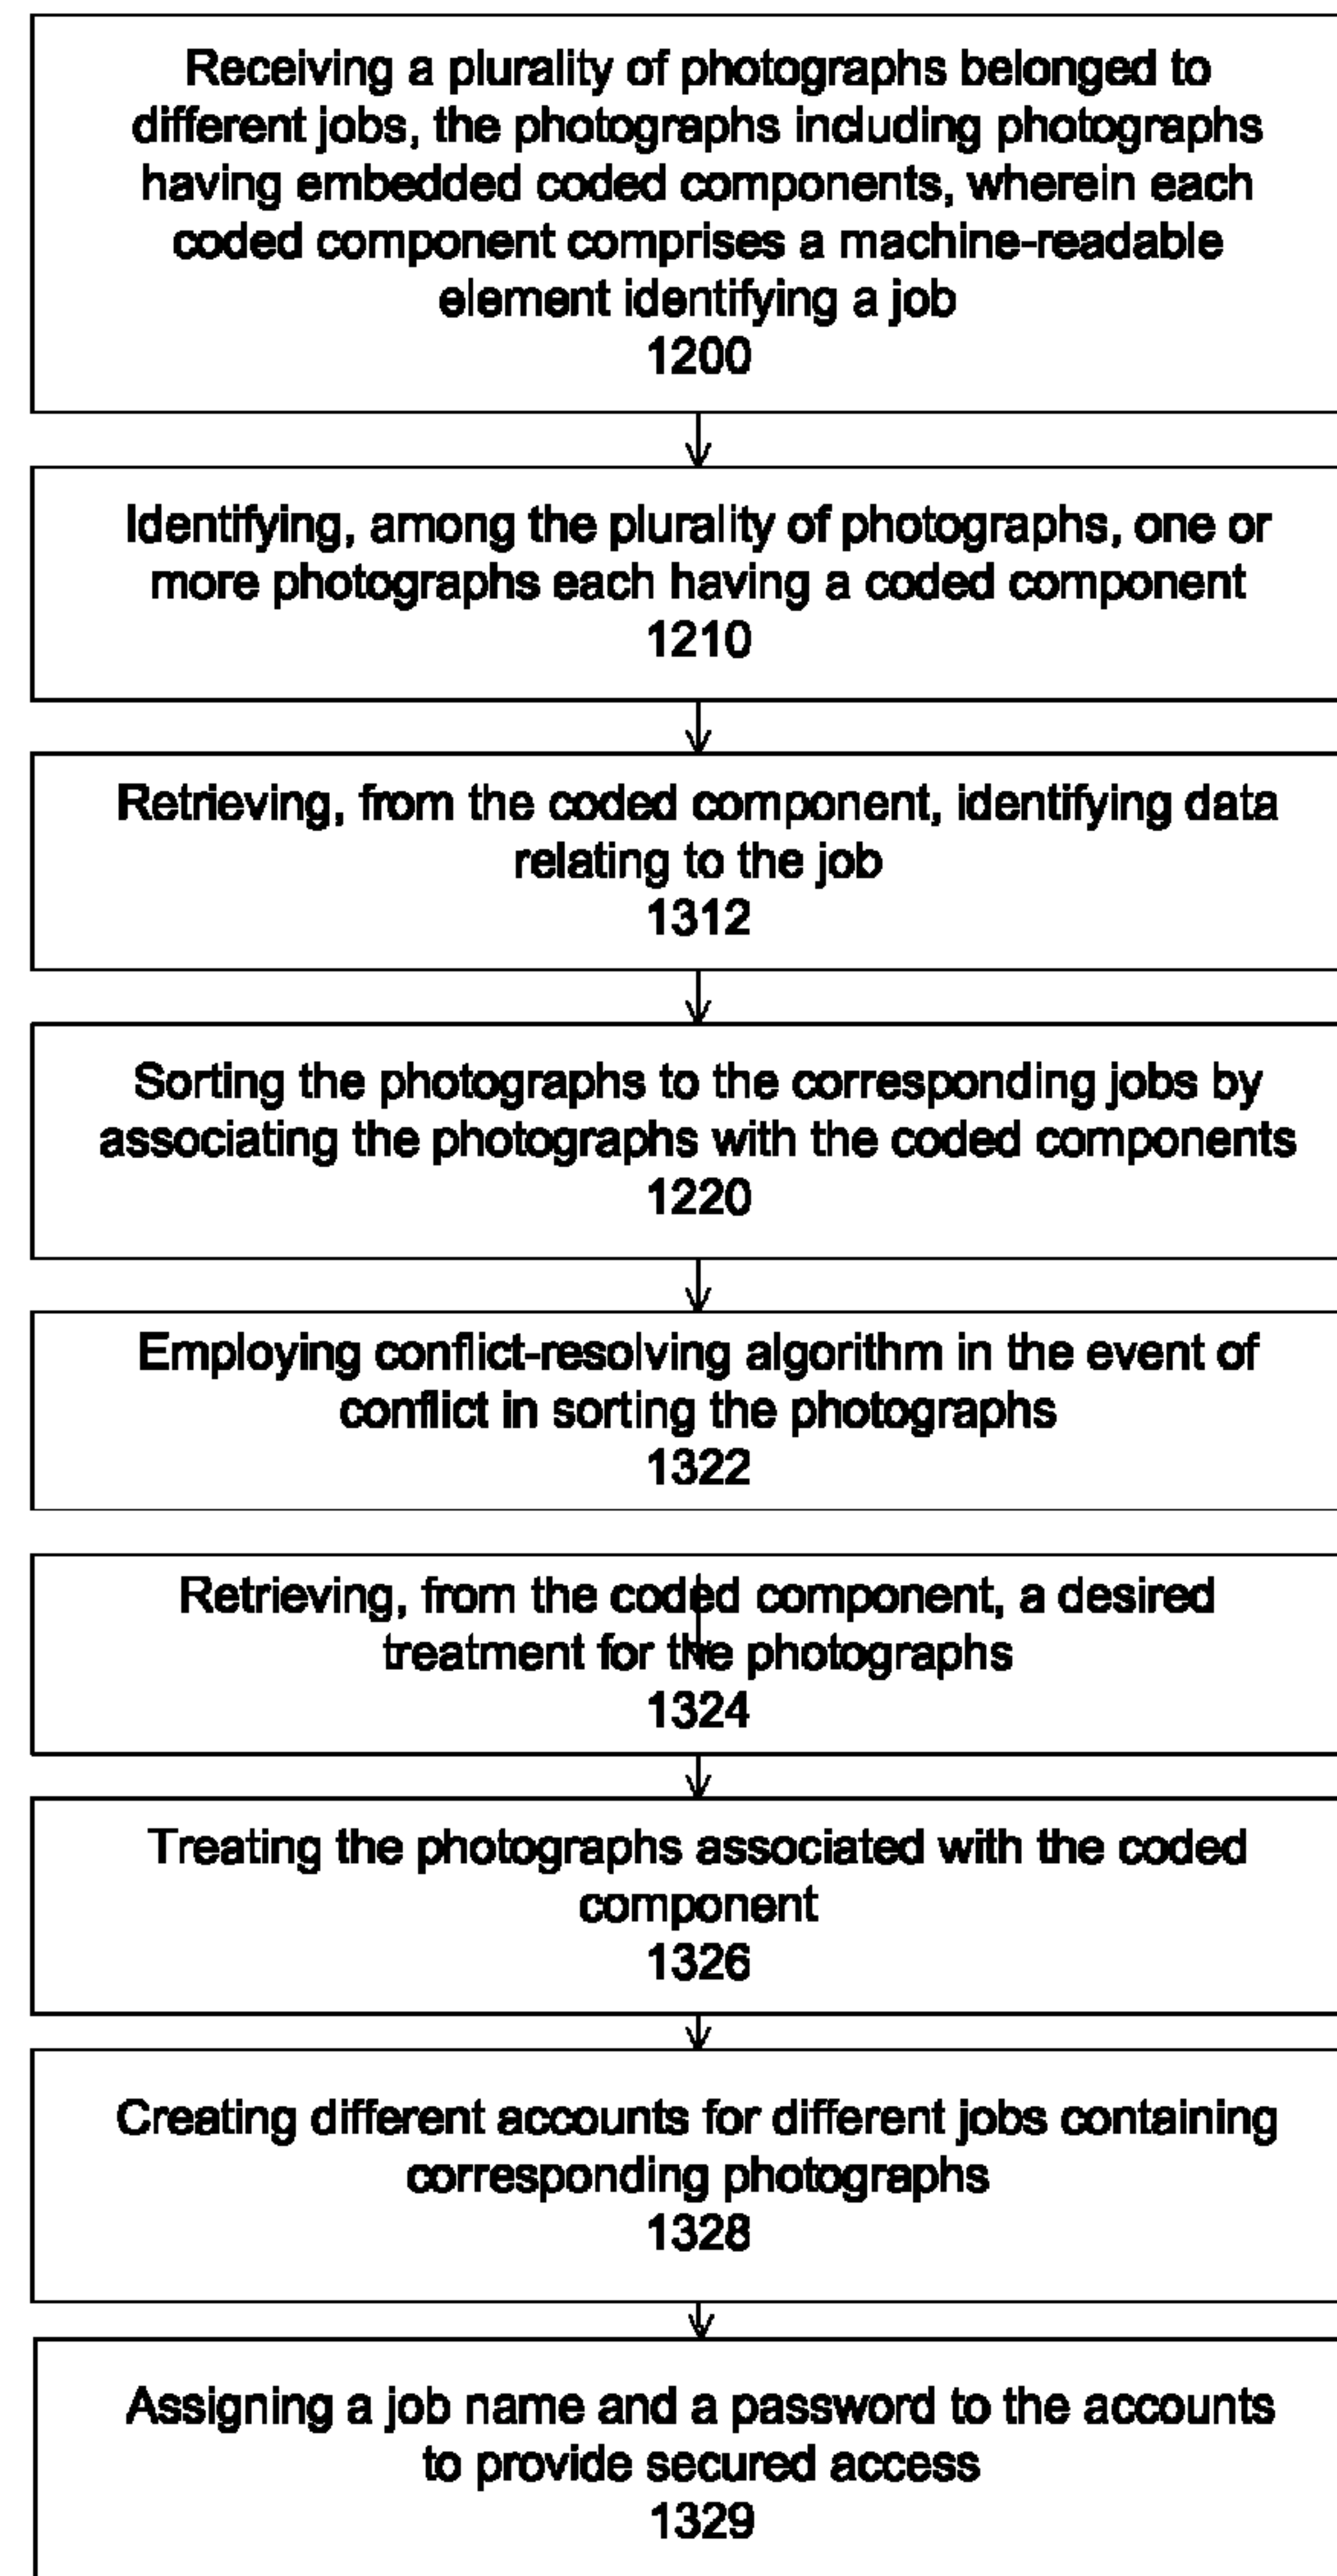 Receiving a plurality of photographs belonged to
different jobs, the photographs including photographs
having embedded coded components, wherein each
coded component comprises a machine-readable
element identifying a job
1200
Identifying, among the plurality of photographs, one or
more photographs each having a coded component
1210
Retrieving, from the coded component, identifying data
relating to the job
1312
Sorting the photographs to the corresponding jobs by
associating the photographs with the coded components
1220
Employing conflict-resolving algorithm in the event of
conflict in sorting the photographs
1322
Retrieving, from the coded component, a desired
treatment for the photographs
1324
Treating the photographs associated with the coded
component
1326
Creating different accounts for different jobs containing
corresponding photographs
1328
Assigning a job name and a password to the accounts
to provide secured access
1329